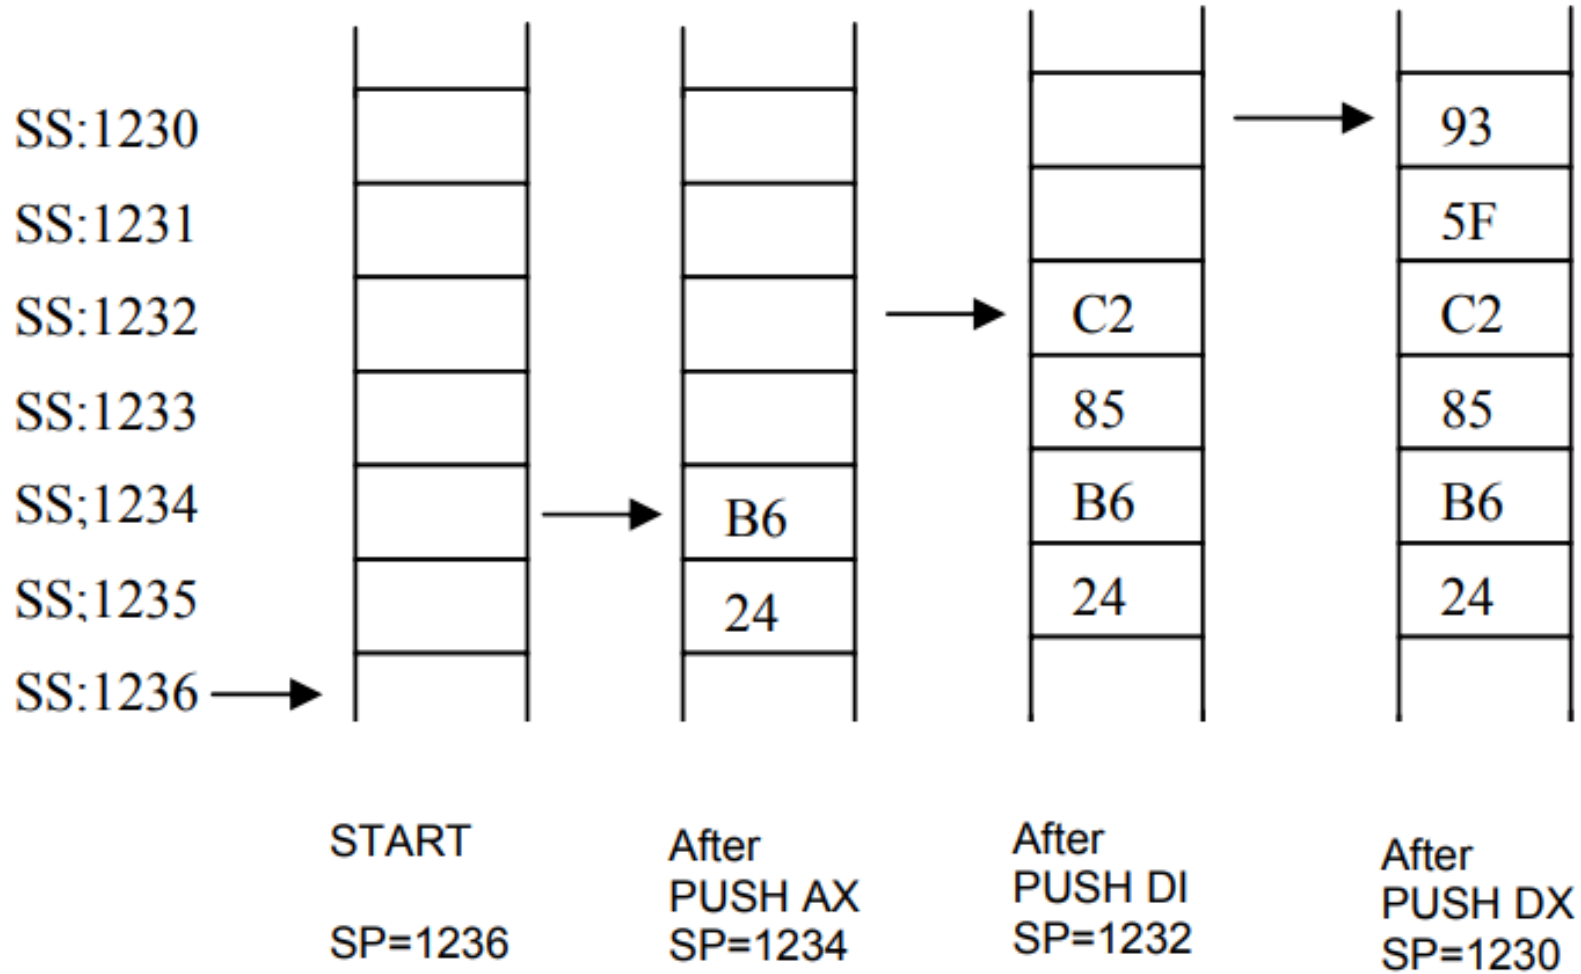 SS:1230
93
SS:1231
5F
SS:1232
C2
C2
SS:1233
85
85
SS;1234
B6
B6
B6
SS;1235
24
24
24
SS:1236
START
SP=1236
After
PUSH AX
SP=1234
After
PUSH DI
SP=1232
After
PUSH DX
SP=1230